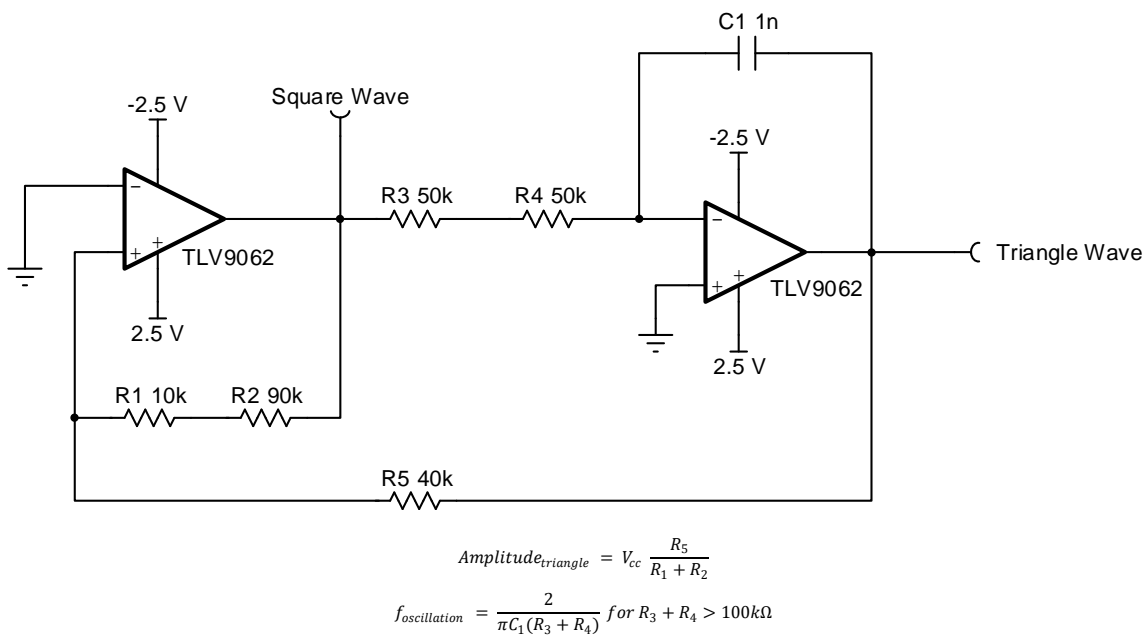 C1 1n
Square Wave
-2.5 V
-2.5 V
R3 50k
R4 50k
−
−
+
+
TLV9062
Triangle Wave
+
+
TLV9062
2.5 V
2.5 V
R1 10k
R2 90k
R5 40k
Amplitude_triangle = V_cc R_5 / (R_1 + R_2)
f_oscillation = 2 / (πC_1(R_3 + R_4)) for R_3 + R_4 > 100kΩ